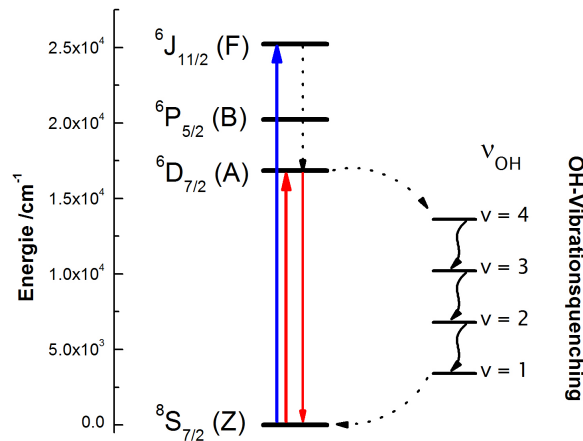 Energie /cm⁻¹
2.5x10⁴
2.0x10⁴
1.5x10⁴
1.0x10⁴
5.0x10³
0.0
⁶J₁₁/₂ (F)
⁶P₅/₂ (B)
⁶D₇/₂ (A)
⁸S₇/₂ (Z)
νOH
v = 4
v = 3
v = 2
v = 1
OH-Vibrationsquenching